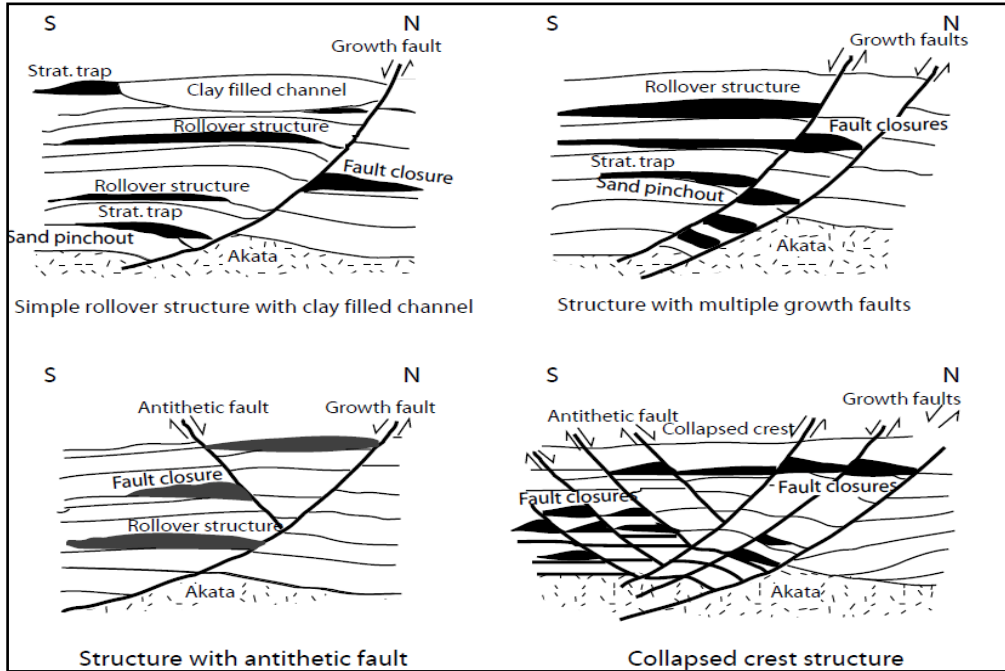 S
N
Growth fault
Strat. trap
Clay filled channel
Rollover structure
Fault closure
Rollover structure
Strat. trap
Sand pinchout
Akata
Simple rollover structure with clay filled channel
S
N
Growth faults
Rollover structure
Fault closures
Strat. trap
Sand pinchout
Akata
Structure with multiple growth faults
S
N
Antithetic fault
Growth fault
Fault closure
Rollover structure
Akata
Structure with antithetic fault
S
N
Growth faults
Antithetic fault
Collapsed crest
Fault closures
Fault closures
Akata
Collapsed crest structure